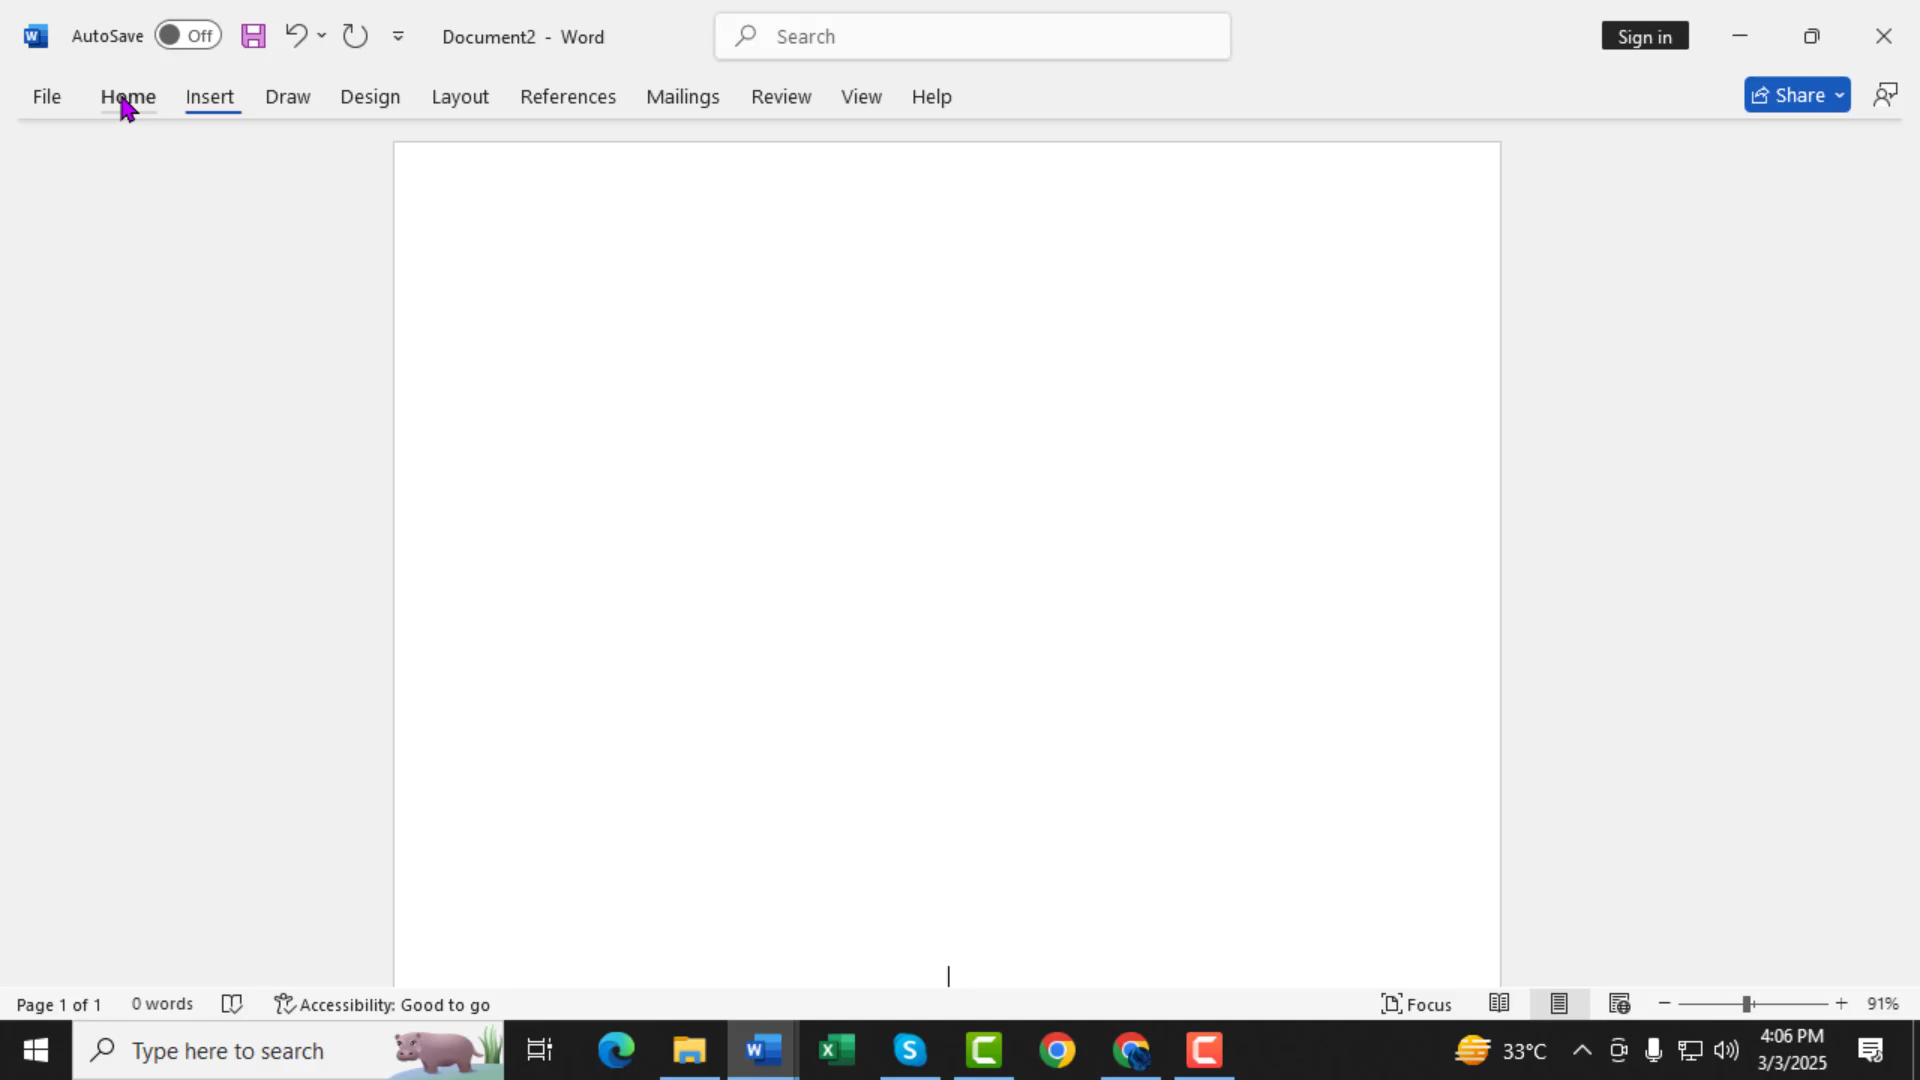 AutoSave Off Document2 - Word Search Sign in
File Home Insert Draw Design Layout References Mailings Review View Help Share
Page 1 of 1 0 words Accessibility: Good to go Focus 91%
Type here to search 33°C 4:06 PM
3/3/2025